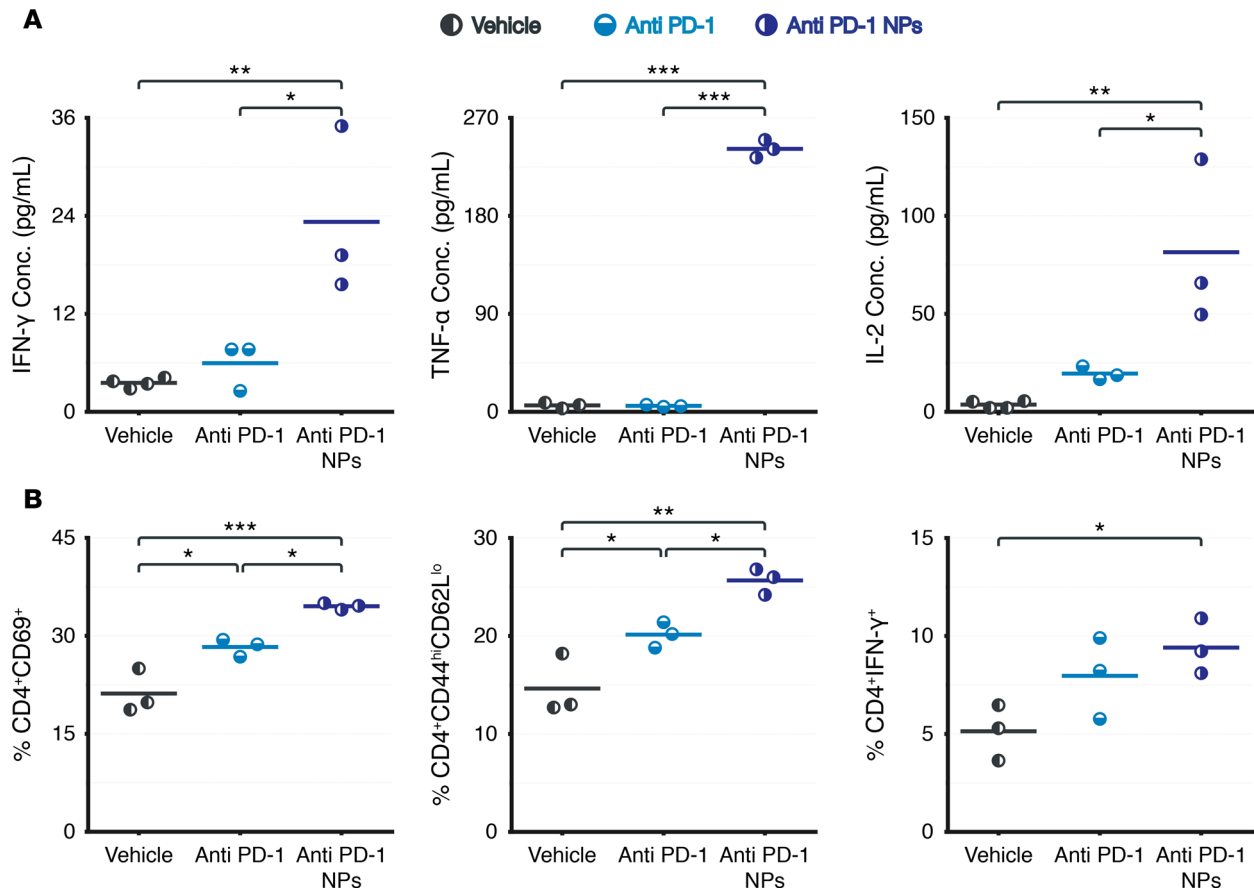 A
Vehicle Anti PD-1 Anti PD-1 NPs
** *
IFN-γ Conc. (pg/mL)
36
24
12
0
Vehicle Anti PD-1 Anti PD-1
NPs
*** ***
TNF-α Conc. (pg/mL)
270
180
90
0
Vehicle Anti PD-1 Anti PD-1
NPs
** *
IL-2 Conc. (pg/mL)
150
100
50
0
Vehicle Anti PD-1 Anti PD-1
NPs
B
***
* *
% CD4⁺CD69⁺
45
30
15
0
Vehicle Anti PD-1 Anti PD-1
NPs
**
* *
% CD4⁺CD44ʰⁱCD62Lˡᵒ
30
20
10
0
Vehicle Anti PD-1 Anti PD-1
NPs
*
% CD4⁺IFN-γ⁺
15
10
5
0
Vehicle Anti PD-1 Anti PD-1
NPs